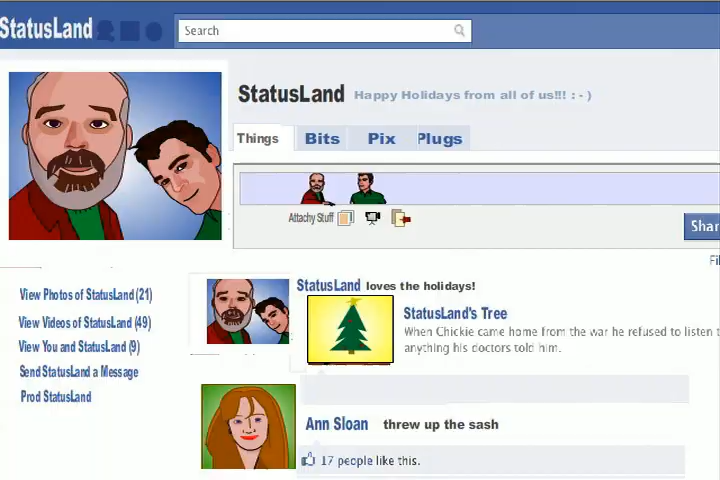 StatusLand
Search
StatusLand Happy Holidays from all of us!!! : - )
Things Bits Pix Plugs
Attachy Stuff
Shar
Fi
View Photos of StatusLand (21)
View Videos of StatusLand (49)
View You and StatusLand (9)
Send StatusLand a Message
Prod StatusLand
StatusLand loves the holidays!
StatusLand's Tree
When Chickie came home from the war he refused to listen t
anything his doctors told him.
Ann Sloan threw up the sash
17 people like this.